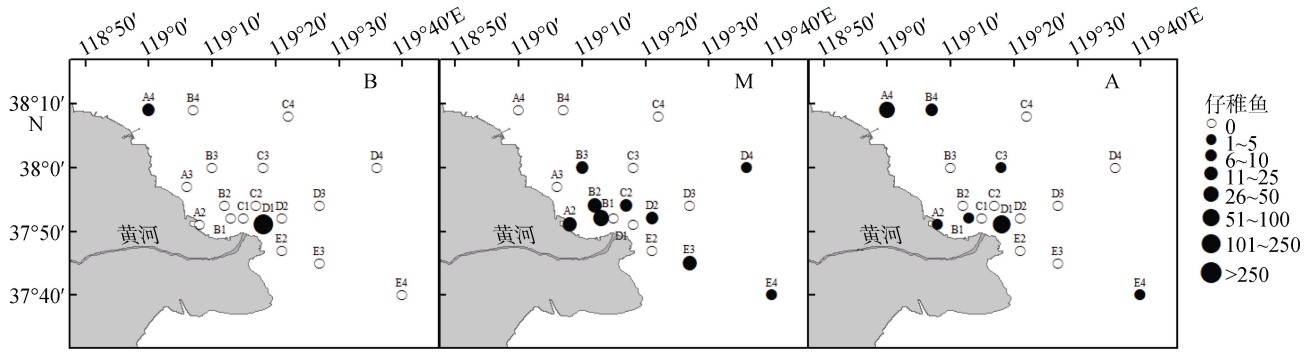 118°50′ 119°0′ 119°10′ 119°20′ 119°30′ 119°40′E
118°50′ 119°0′ 119°10′ 119°20′ 119°30′ 119°40′E
118°50′ 119°0′ 119°10′ 119°20′ 119°30′ 119°40′E
38°10′
N
38°0′
37°50′
37°40′
B
A4 B4 C4
B3 C3 D4
A3
B2 C2 D3
A2 C1 D1 D2
B1
E2 E3
E4
黄河
M
A4 B4 C4
B3 C3 D4
A3
B2 C2 D3
A2 B1 D2
D1
E2 E3
E4
黄河
A
A4 B4 C4
B3 C3 D4
D3
B2 C2
A2 C1 D1 D2
B1
E2 E3
E4
黄河
仔稚鱼
0
1~5
6~10
11~25
26~50
51~100
101~250
>250